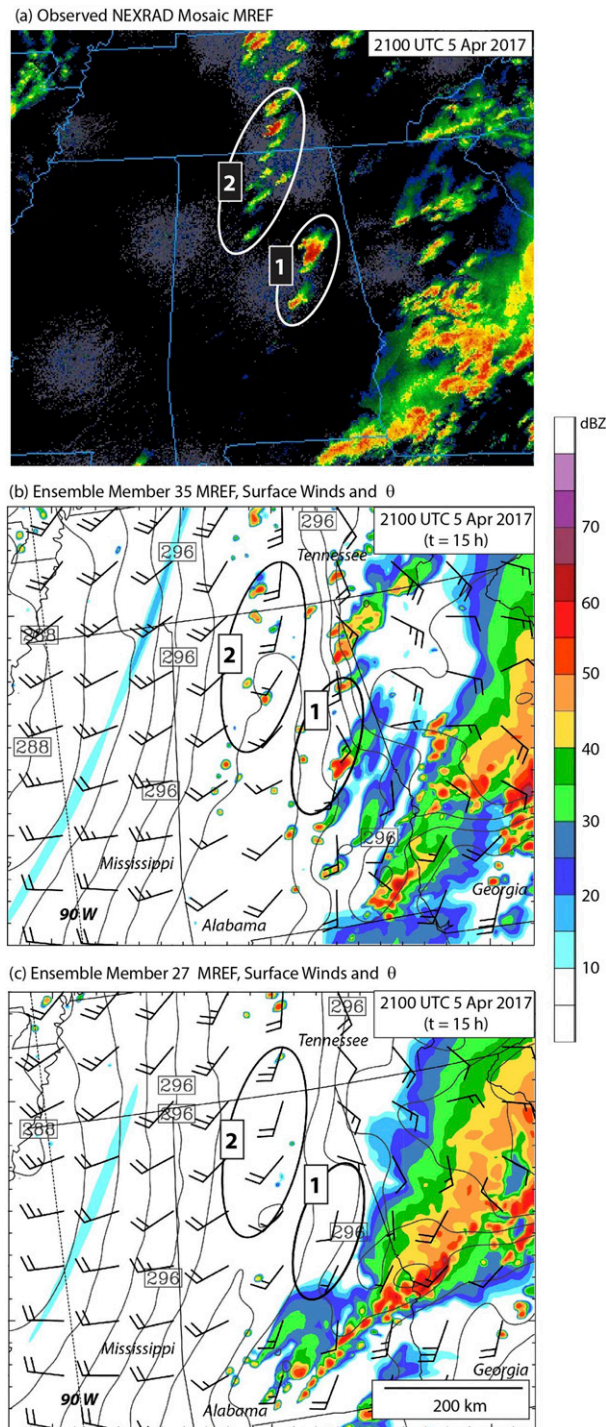 (a) Observed NEXRAD Mosaic MREF
2100 UTC 5 Apr 2017
2
1
dBZ
70
60
50
40
30
20
10
(b) Ensemble Member 35 MREF, Surface Winds and θ
296
2100 UTC 5 Apr 2017
(t = 15 h)
296
Tennessee
288
2
296
1
288
296
296
Mississippi
Georgia
90 W
Alabama
(c) Ensemble Member 27 MREF, Surface Winds and θ
296
2100 UTC 5 Apr 2017
(t = 15 h)
Tennessee
296
296
288
2
1
296
296
Mississippi
Georgia
90 W
Alabama
200 km